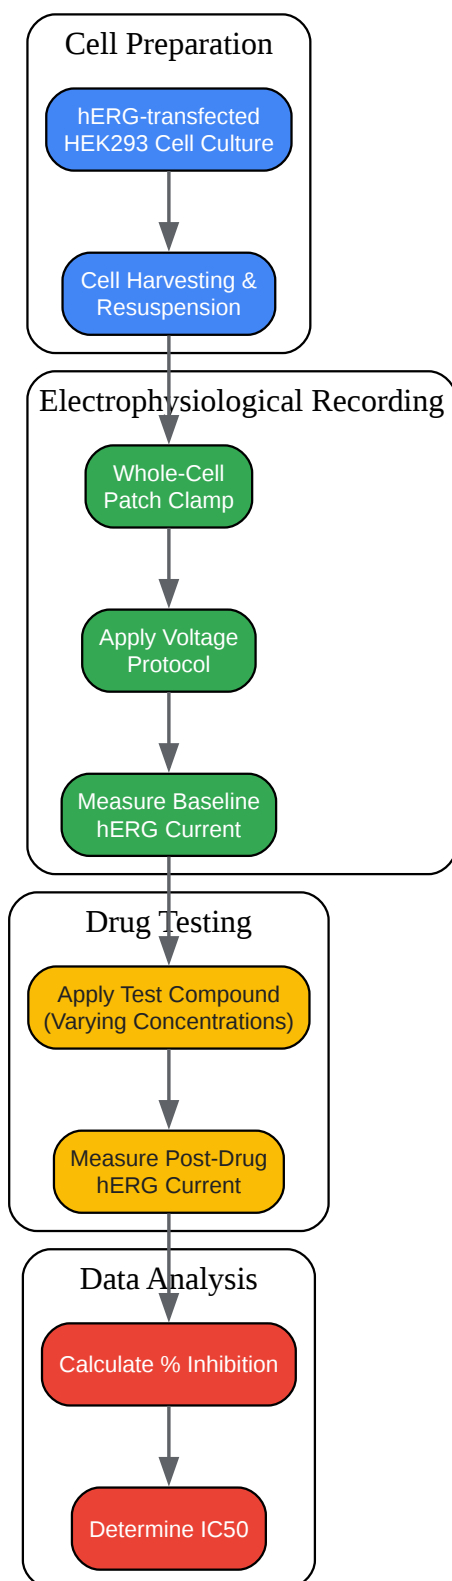 Cell Preparation
hERG-transfected
HEK293 Cell Culture
Cell Harvesting &
Resuspension
Electrophysiological Recording
Whole-Cell
Patch Clamp
Apply Voltage
Protocol
Measure Baseline
hERG Current
Drug Testing
Apply Test Compound
(Varying Concentrations)
Measure Post-Drug
hERG Current
Data Analysis
Calculate % Inhibition
Determine IC50